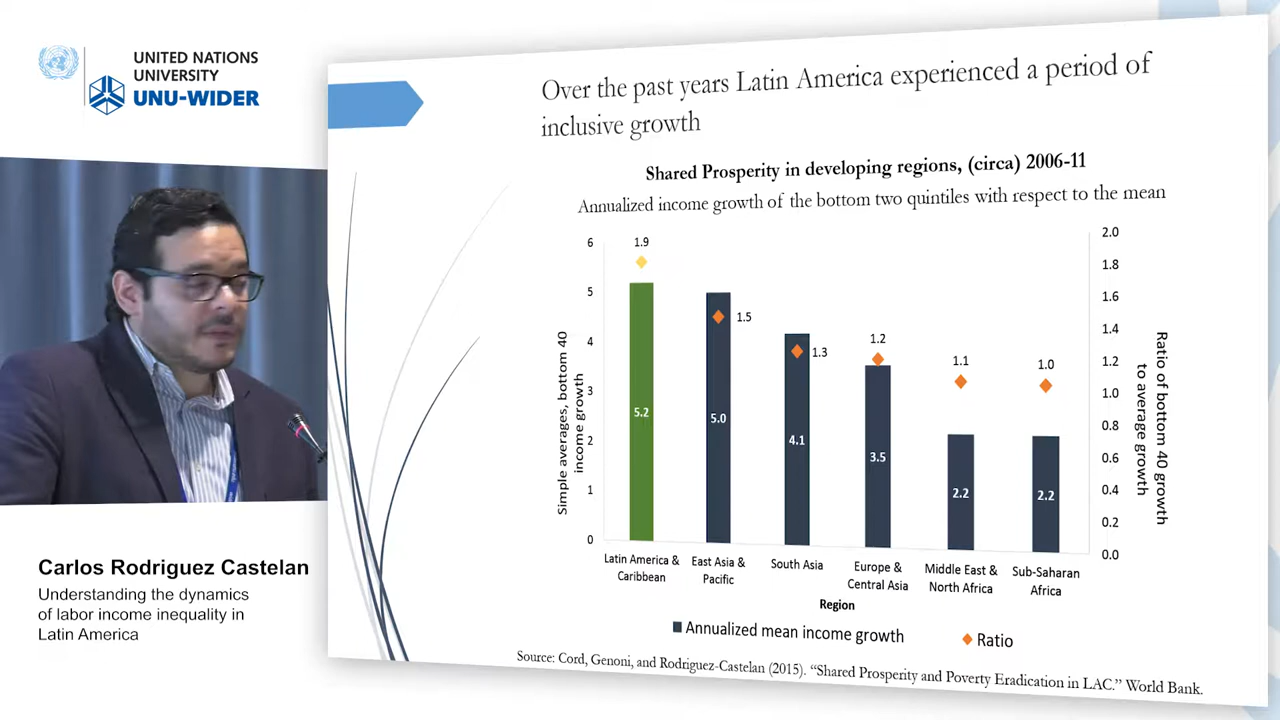 UNITED NATIONS
UNIVERSITY
UNU-WIDER
Over the past years Latin America experienced a period of
inclusive growth
Shared Prosperity in developing regions, (circa) 2006-11
Annualized income growth of the bottom two quintiles with respect to the mean
Simple averages, bottom 40
income growth
6
5
4
3
2
1
0
1.9
1.5
1.3
1.2
1.1
1.0
5.2
5.0
4.1
3.5
2.2
2.2
2.0
1.8
1.6
1.4
1.2
1.0
0.8
0.6
0.4
0.2
0.0
Ratio of bottom 40 growth
to average growth
Latin America &
Caribbean
East Asia &
Pacific
South Asia
Europe &
Central Asia
Middle East &
North Africa
Sub-Saharan
Africa
Region
Annualized mean income growth
Ratio
Source: Cord, Genoni, and Rodriguez-Castelan (2015). “Shared Prosperity and Poverty Eradication in LAC.” World Bank.
Carlos Rodriguez Castelan
Understanding the dynamics
of labor income inequality in
Latin America